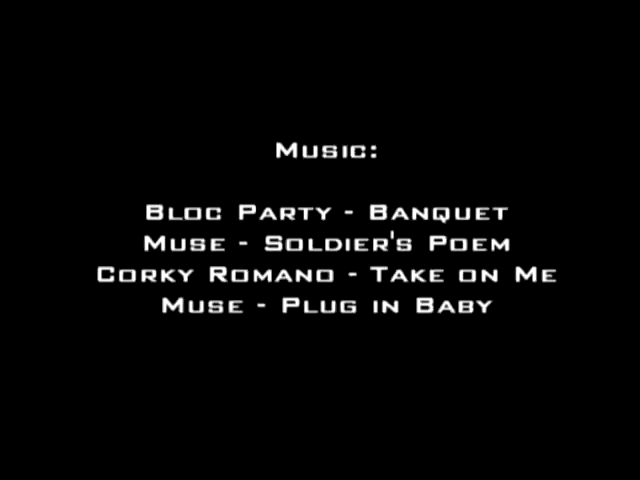 Music:
Bloc Party - Banquet
Muse - Soldier's Poem
Corky Romano - Take on Me
Muse - Plug in Baby